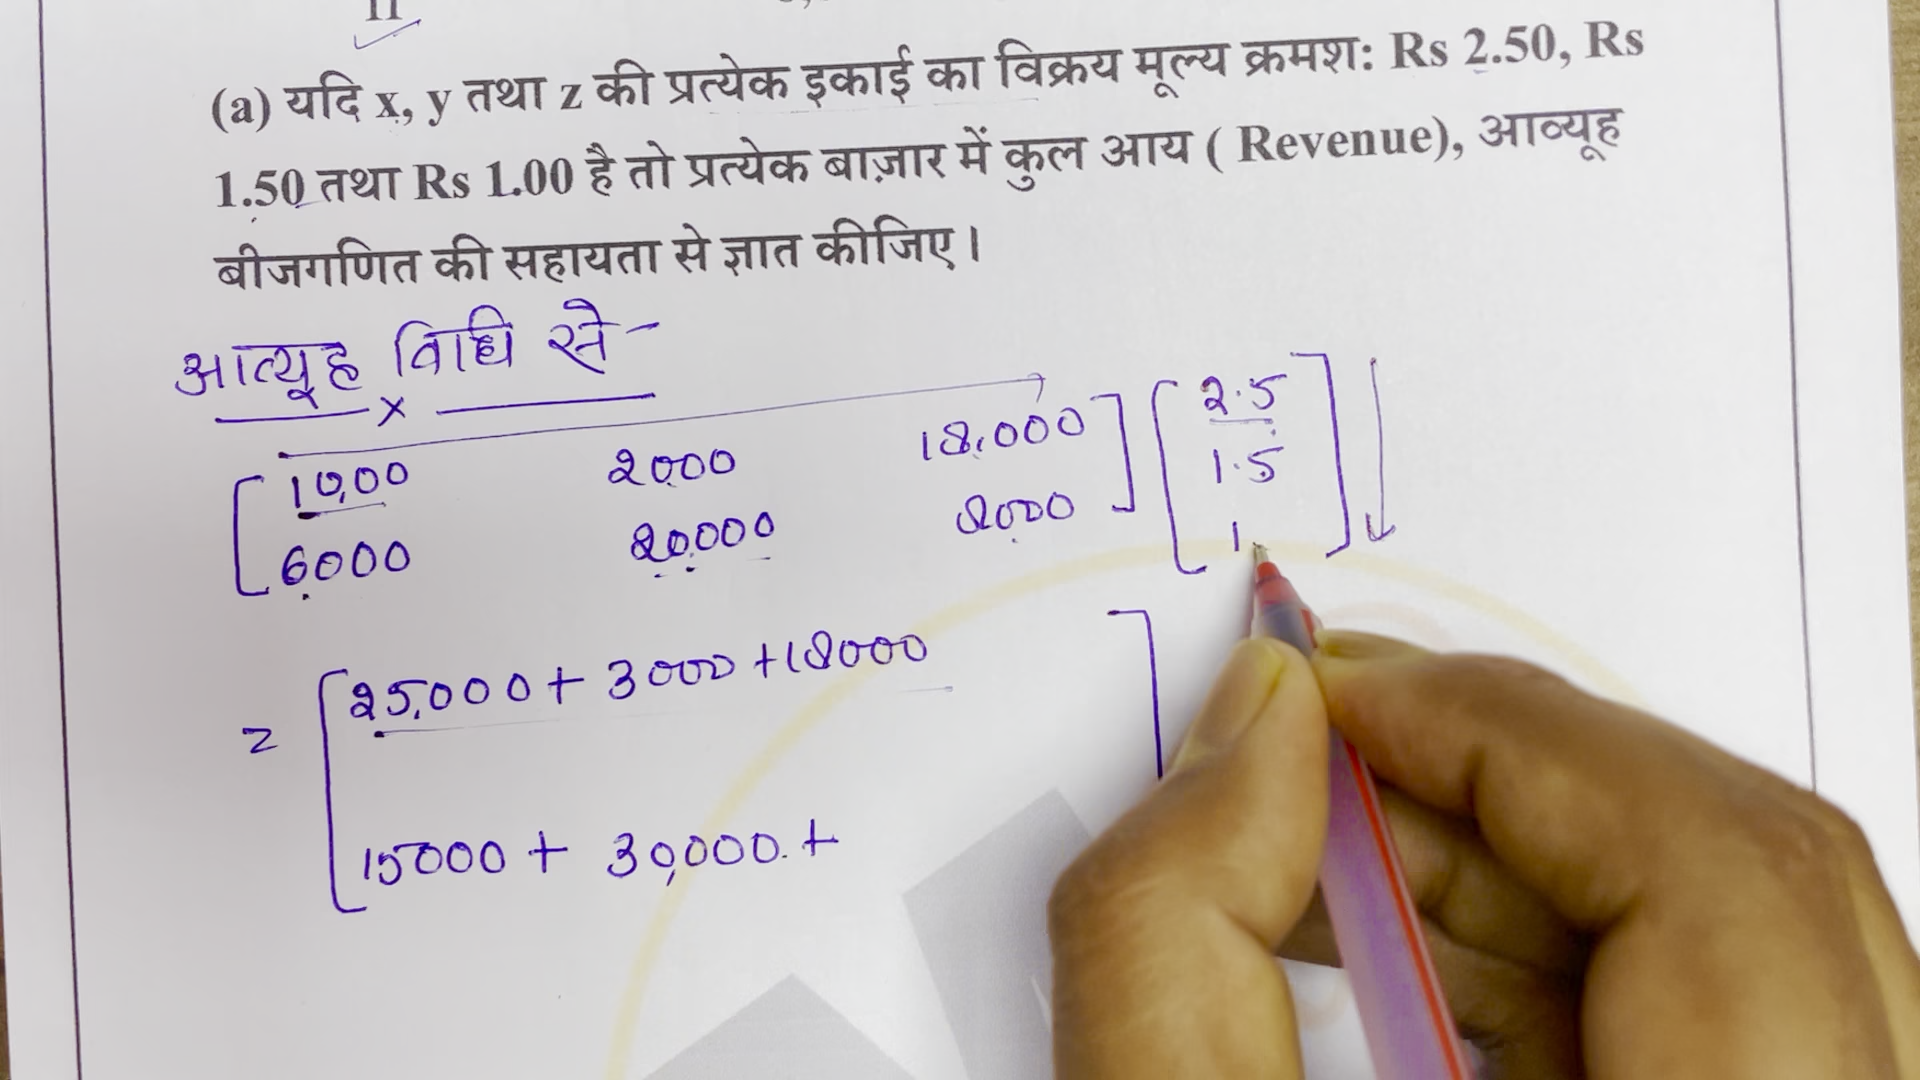 II
(a) यदि x, y तथा z की प्रत्येक इकाई का विक्रय मूल्य क्रमश: Rs 2.50, Rs
1.50 तथा Rs 1.00 है तो प्रत्येक बाज़ार में कुल आय ( Revenue), आव्यूह
बीजगणित की सहायता से ज्ञात कीजिए।
आव्यूह विधि से -
x
[ 10,00 2000 18,000 ] [ 2.5
6000 20,000 8000 1.5
1 ]
= [ 25,000 + 3000 + 18000 ]
15000 + 30,000. +